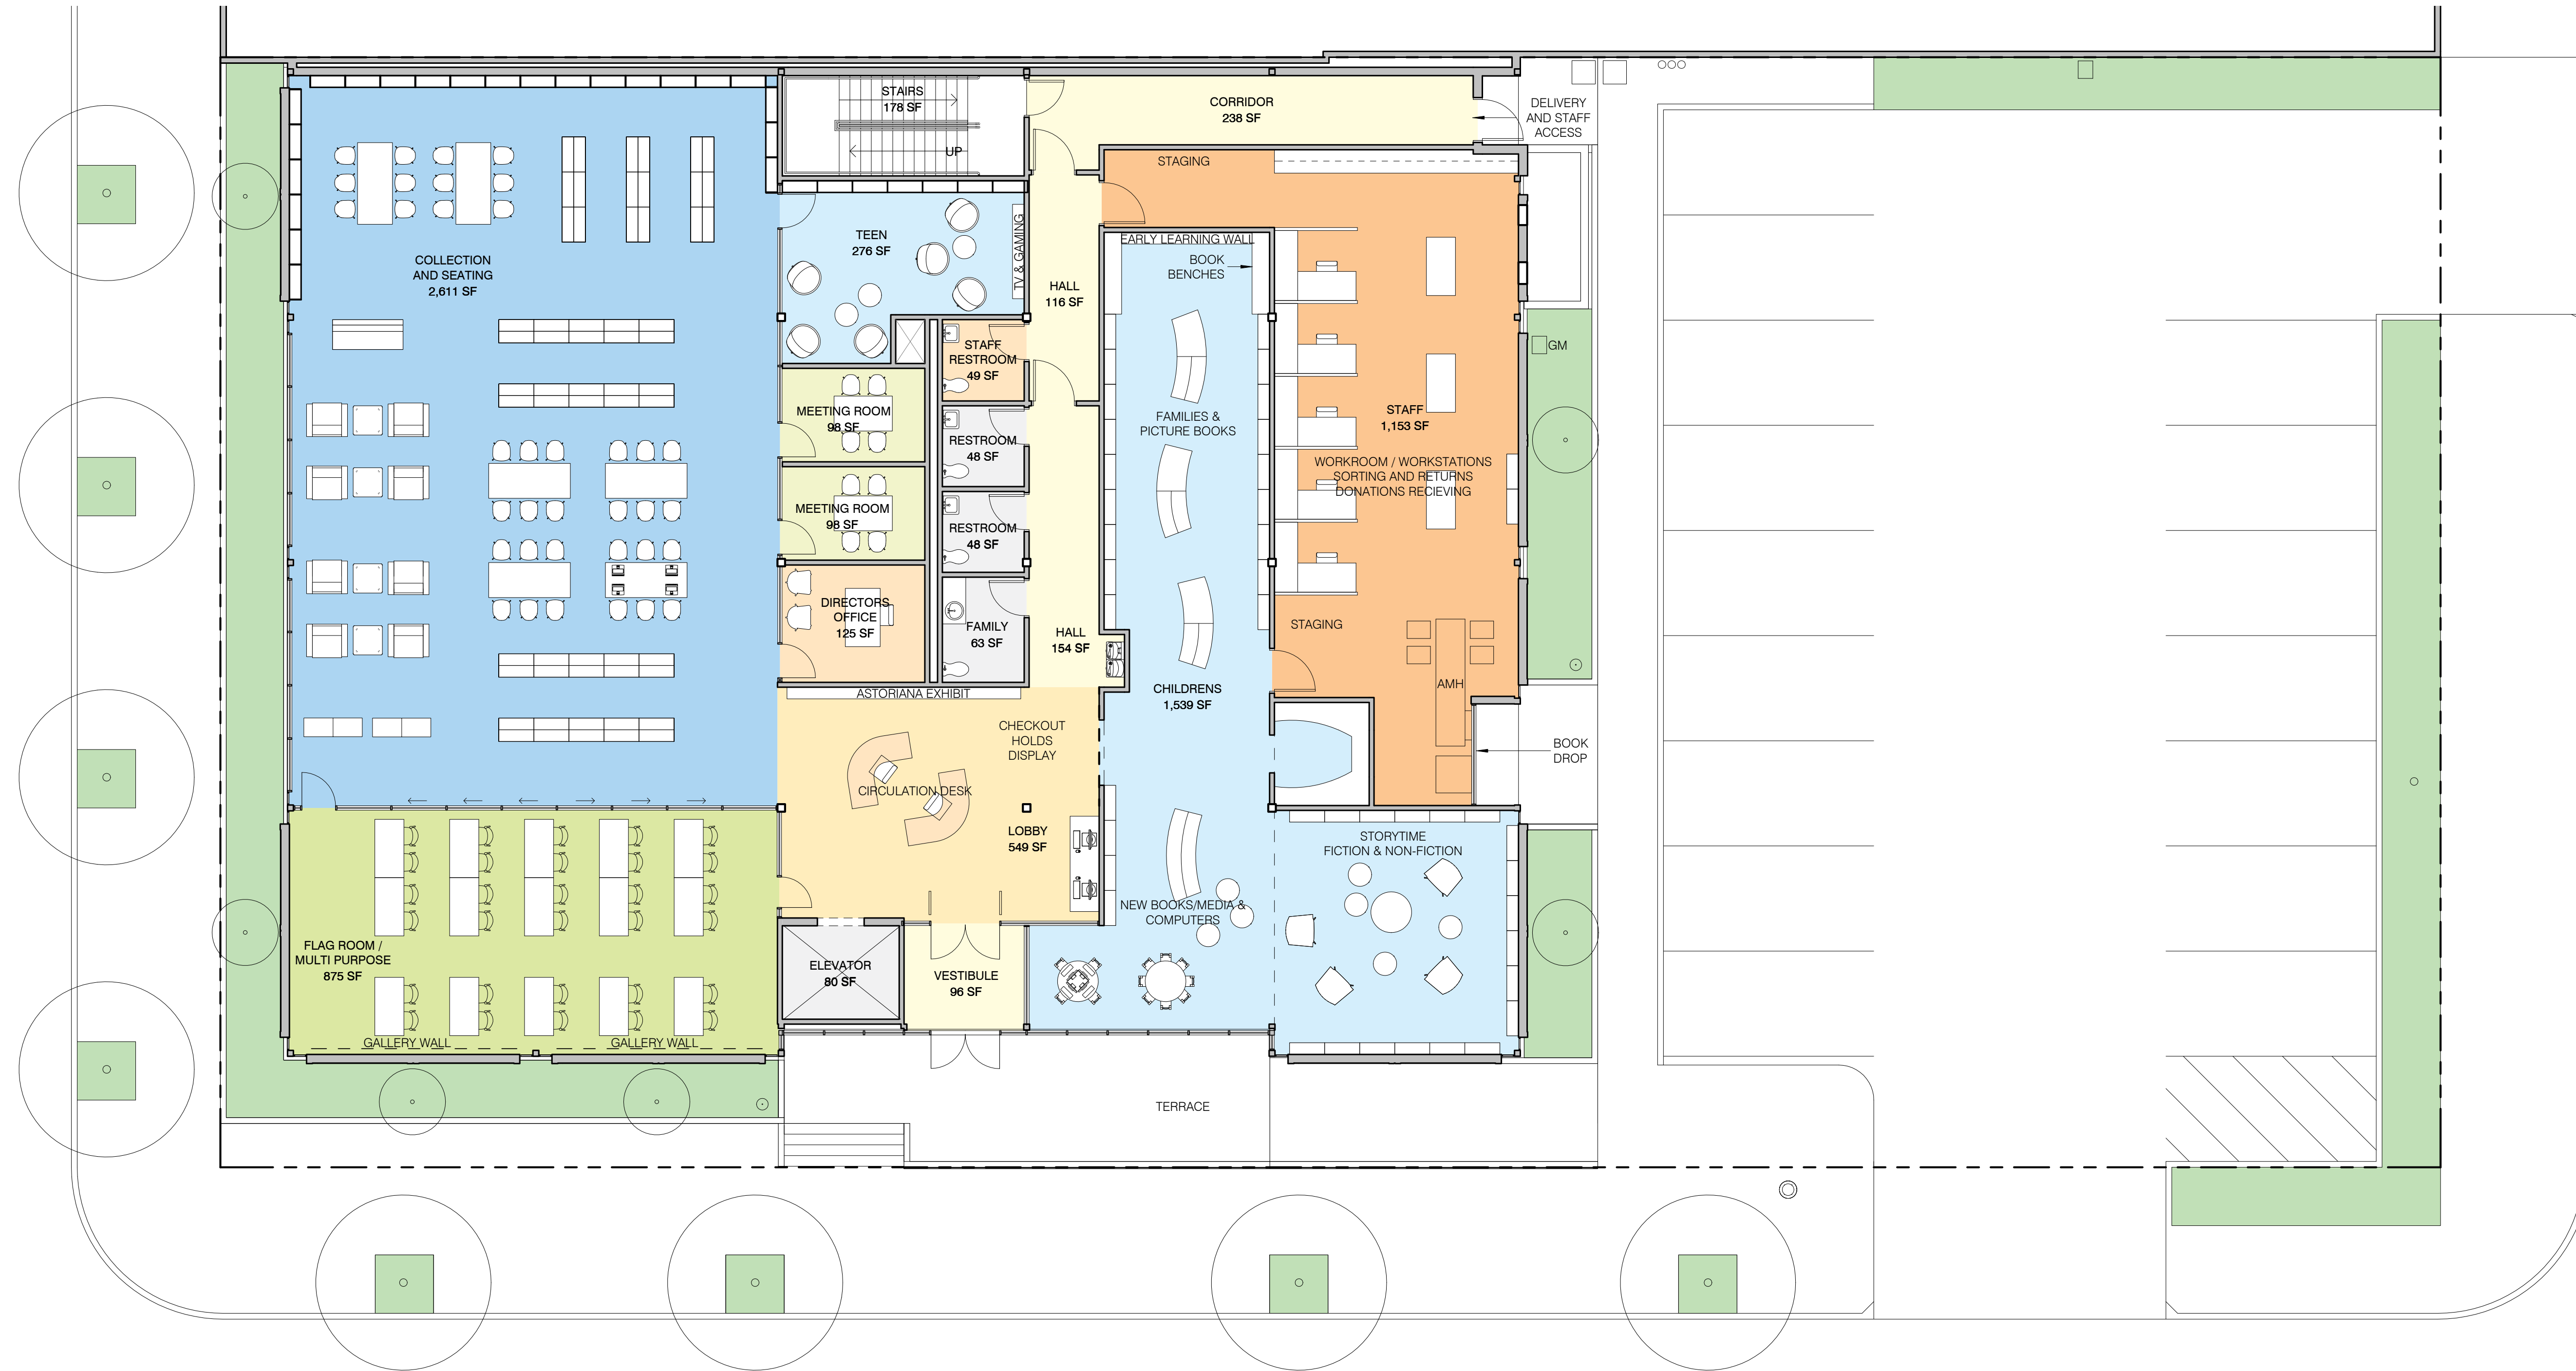 STAIRS
178 SF
UP
CORRIDOR
238 SF
DELIVERY
AND STAFF
ACCESS
STAGING
COLLECTION
AND SEATING
2,611 SF
TEEN
276 SF
TV & GAMING
HALL
116 SF
EARLY LEARNING WALL
BOOK
BENCHES
STAFF
RESTROOM
49 SF
GM
MEETING ROOM
98 SF
RESTROOM
48 SF
FAMILIES &
PICTURE BOOKS
STAFF
1,153 SF
WORKROOM / WORKSTATIONS
SORTING AND RETURNS
DONATIONS RECIEVING
MEETING ROOM
98 SF
RESTROOM
48 SF
DIRECTORS
OFFICE
125 SF
FAMILY
63 SF
HALL
154 SF
STAGING
ASTORIANA EXHIBIT
CHILDRENS
1,539 SF
AMH
CHECKOUT
HOLDS
DISPLAY
BOOK
DROP
CIRCULATION DESK
LOBBY
549 SF
STORYTIME
FICTION & NON-FICTION
NEW BOOKS/MEDIA &
COMPUTERS
FLAG ROOM /
MULTI PURPOSE
875 SF
ELEVATOR
80 SF
VESTIBULE
96 SF
GALLERY WALL
GALLERY WALL
TERRACE